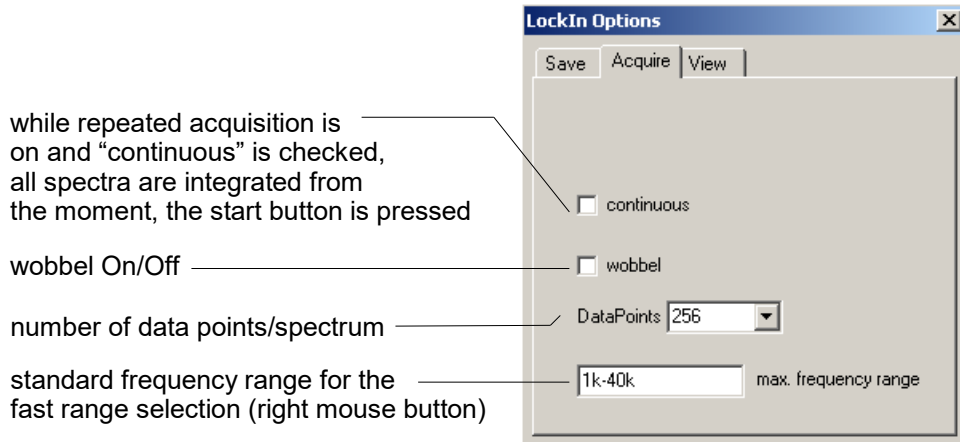 LockIn Options
Save Acquire View
while repeated acquisition is
on and “continuous” is checked,
all spectra are integrated from
the moment, the start button is pressed
continuous
wobbel On/Off
wobbel
number of data points/spectrum
DataPoints 256
standard frequency range for the
fast range selection (right mouse button)
1k-40k max. frequency range